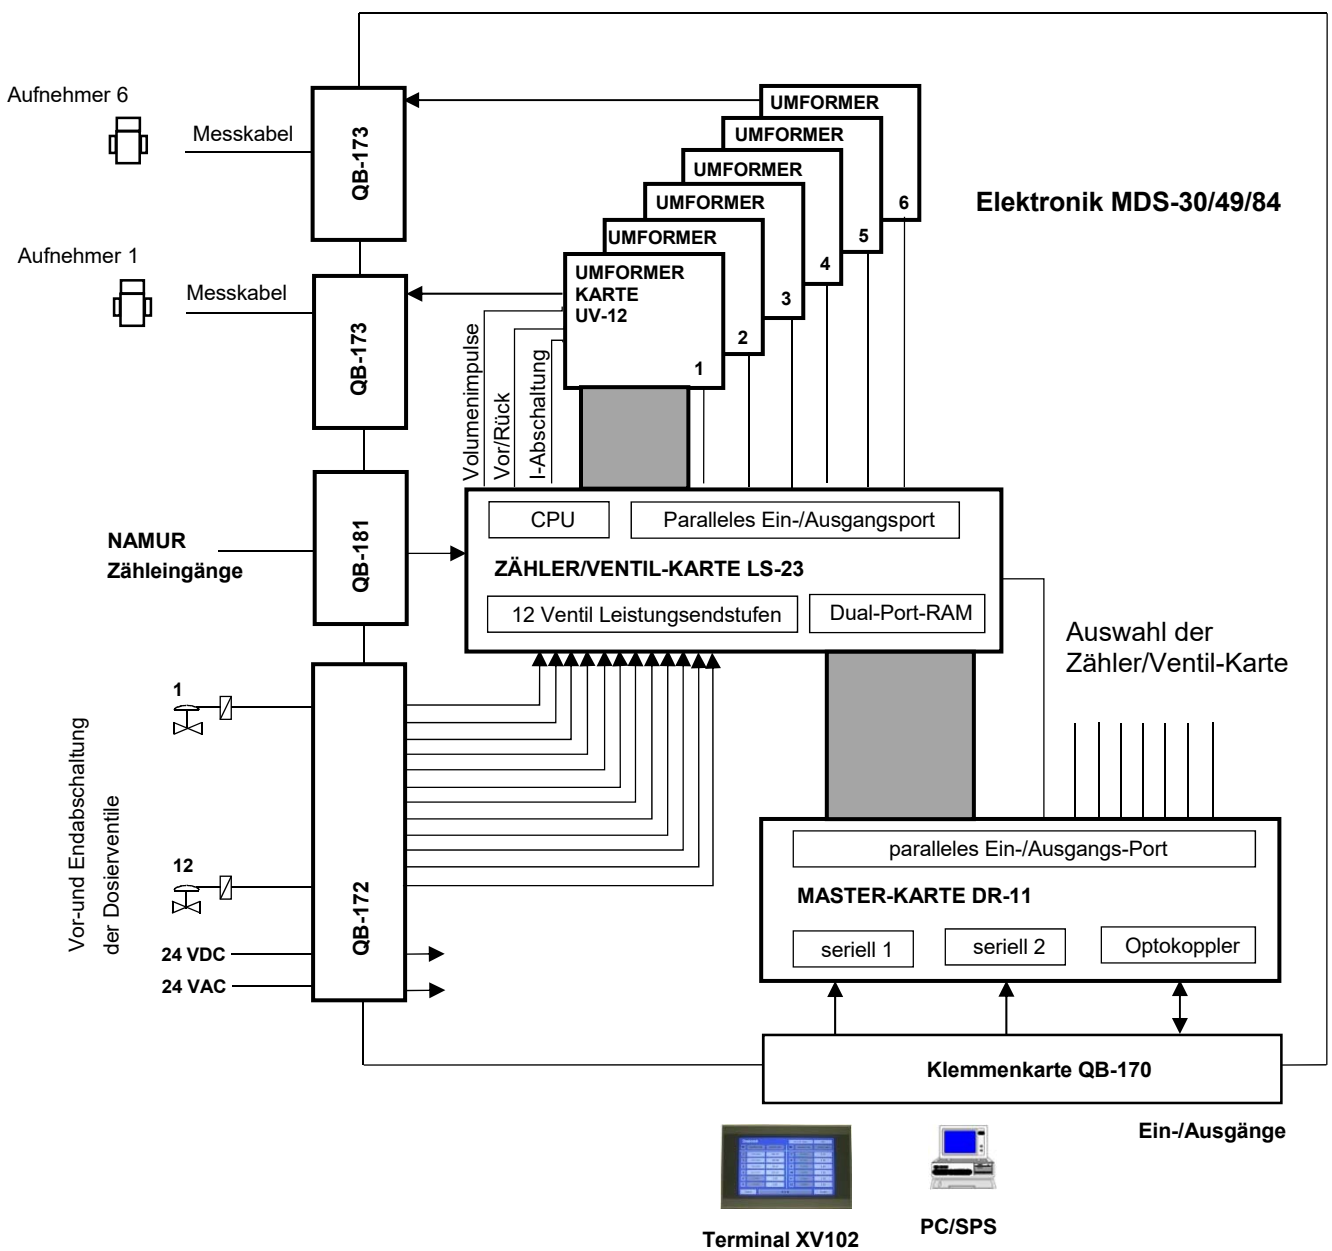 Aufnehmer 6
Messkabel
QB-173
UMFORMER
6
UMFORMER
5
UMFORMER
4
UMFORMER
3
UMFORMER
2
UMFORMER
KARTE
UV-12
1
Elektronik MDS-30/49/84
Aufnehmer 1
Messkabel
QB-173
Volumenimpulse
Vor/Rück
I-Abschaltung
NAMUR
Zähleingänge
QB-181
CPU
Paralleles Ein-/Ausgangsport
ZÄHLER/VENTIL-KARTE LS-23
12 Ventil Leistungsendstufen
Dual-Port-RAM
Auswahl der
Zähler/Ventil-Karte
Vor-und Endabschaltung
der Dosierventile
1
12
24 VDC
24 VAC
QB-172
paralleles Ein-/Ausgangs-Port
MASTER-KARTE DR-11
seriell 1
seriell 2
Optokoppler
Klemmenkarte QB-170
Ein-/Ausgänge
Terminal XV102
PC/SPS